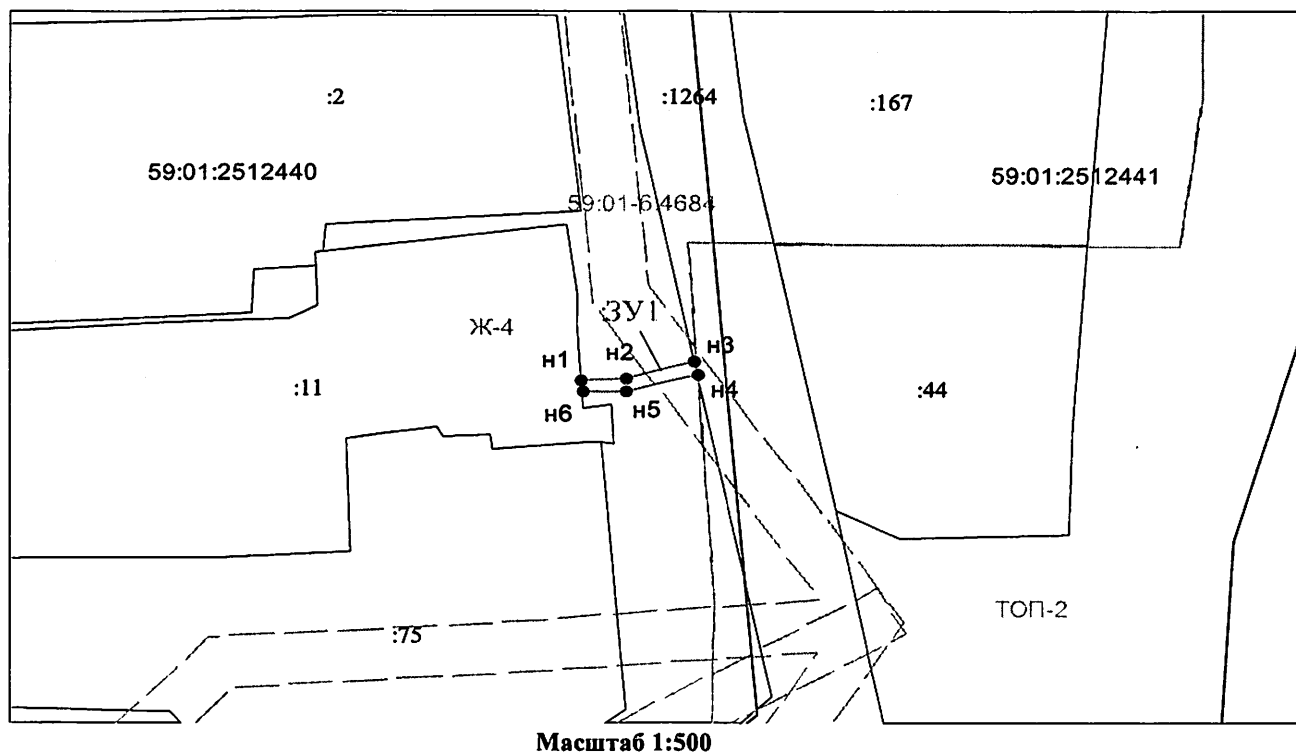 :2
:1264
:167
59:01:2512440
59:01:2512441
59:01-6.4684
:ЗУ1
Ж-4
н1
н2
н3
:11
н6
н5
н4
:44
:75
ТОП-2
Масштаб 1:500